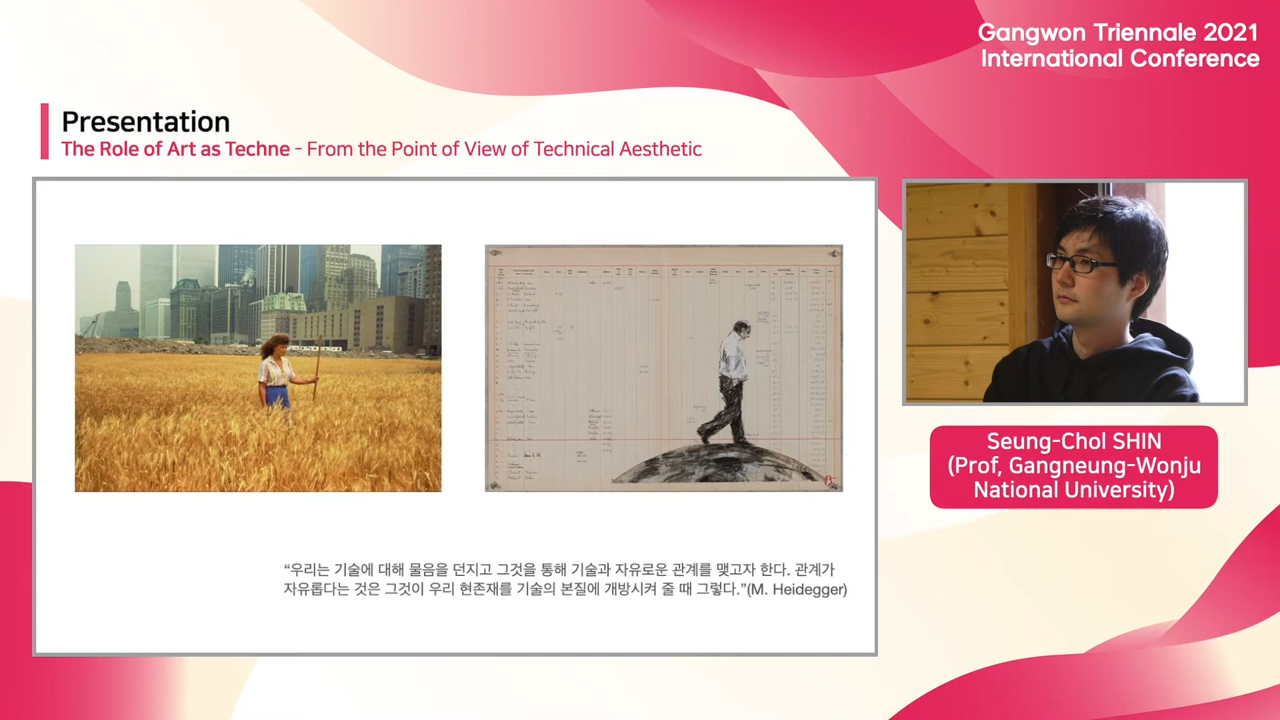 Gangwon Triennale 2021
International Conference
Presentation
The Role of Art as Techne - From the Point of View of Technical Aesthetic
Seung-Chol SHIN
(Prof, Gangneung-Wonju
National University)
“우리는 기술에 대해 물음을 던지고 그것을 통해 기술과 자유로운 관계를 맺고자 한다. 관계가
자유롭다는 것은 그것이 우리 현존재를 기술의 본질에 개방시켜 줄 때 그렇다.”(M. Heidegger)